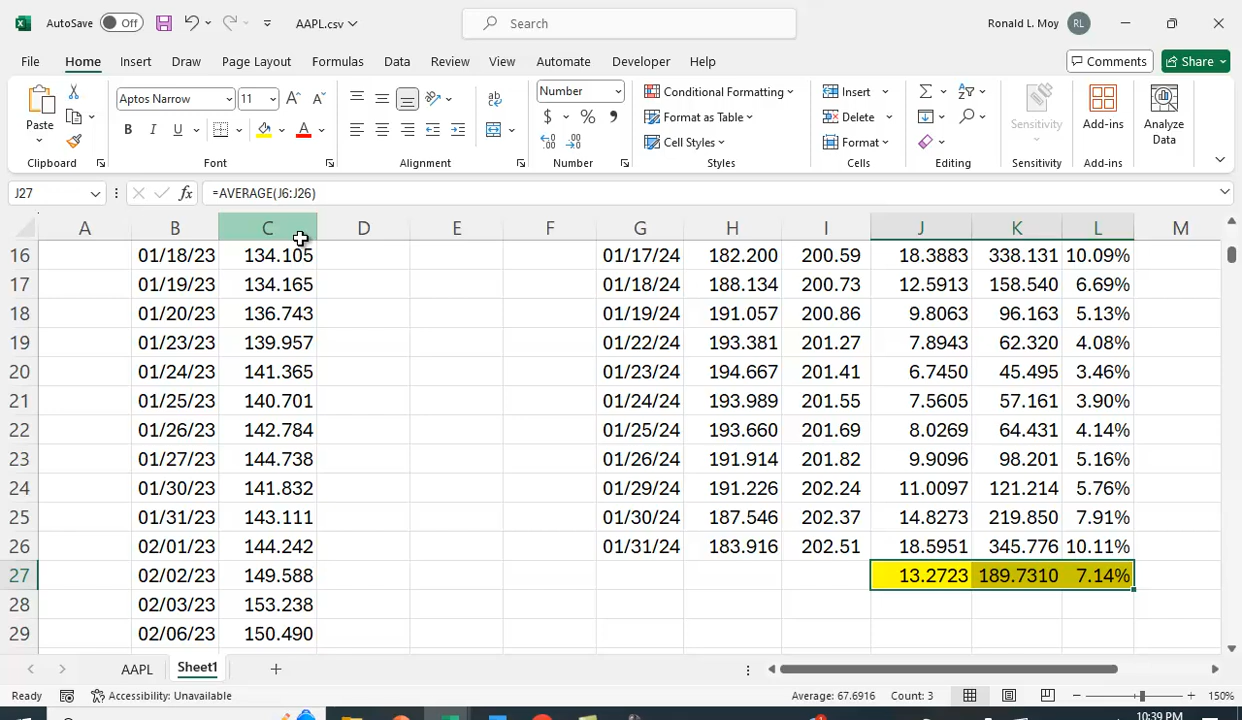 AutoSave Off AAPL.csv Search Ronald L. Moy RL
File Home Insert Draw Page Layout Formulas Data Review View Automate Developer Help Comments Share
Paste Aptos Narrow 11 Number Conditional Formatting Insert Sensitivity Add-ins Analyze Data
B I U $ % Format as Table Delete
Cell Styles Format
Clipboard Font Alignment Number Styles Cells Editing Sensitivity Add-ins
J27 fx =AVERAGE(J6:J26)
A B C D E F G H I J K L M
16 01/18/23 134.105 01/17/24 182.200 200.59 18.3883 338.131 10.09%
17 01/19/23 134.165 01/18/24 188.134 200.73 12.5913 158.540 6.69%
18 01/20/23 136.743 01/19/24 191.057 200.86 9.8063 96.163 5.13%
19 01/23/23 139.957 01/22/24 193.381 201.27 7.8943 62.320 4.08%
20 01/24/23 141.365 01/23/24 194.667 201.41 6.7450 45.495 3.46%
21 01/25/23 140.701 01/24/24 193.989 201.55 7.5605 57.161 3.90%
22 01/26/23 142.784 01/25/24 193.660 201.69 8.0269 64.431 4.14%
23 01/27/23 144.738 01/26/24 191.914 201.82 9.9096 98.201 5.16%
24 01/30/23 141.832 01/29/24 191.226 202.24 11.0097 121.214 5.76%
25 01/31/23 143.111 01/30/24 187.546 202.37 14.8273 219.850 7.91%
26 02/01/23 144.242 01/31/24 183.916 202.51 18.5951 345.776 10.11%
27 02/02/23 149.588 13.2723 189.7310 7.14%
28 02/03/23 153.238
29 02/06/23 150.490
AAPL Sheet1
Ready Accessibility: Unavailable Average: 67.6916 Count: 3 150%
10:39 PM